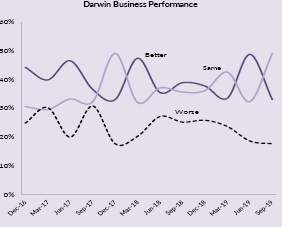 Darwin Business Performance
60%
50%
40%
30%
20%
10%
0%
Better
Same
Worse
Dec-16
Mar-17
Jun-17
Sep-17
Dec-17
Mar-18
Jun-18
Sep-18
Dec-18
Mar-19
Jun-19
Sep-19